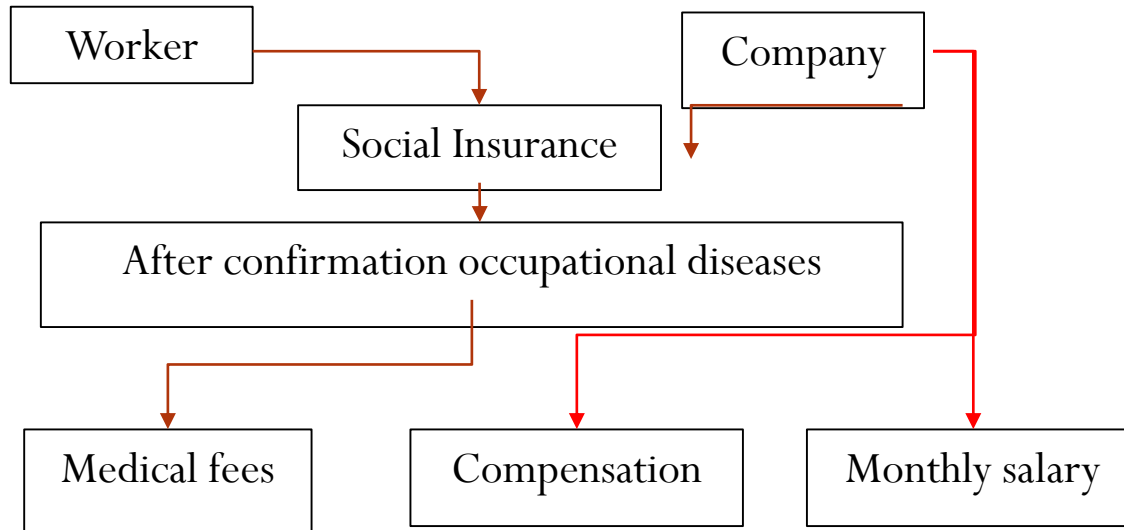 Worker
Company
Social Insurance
After confirmation occupational diseases
Medical fees
Compensation
Monthly salary